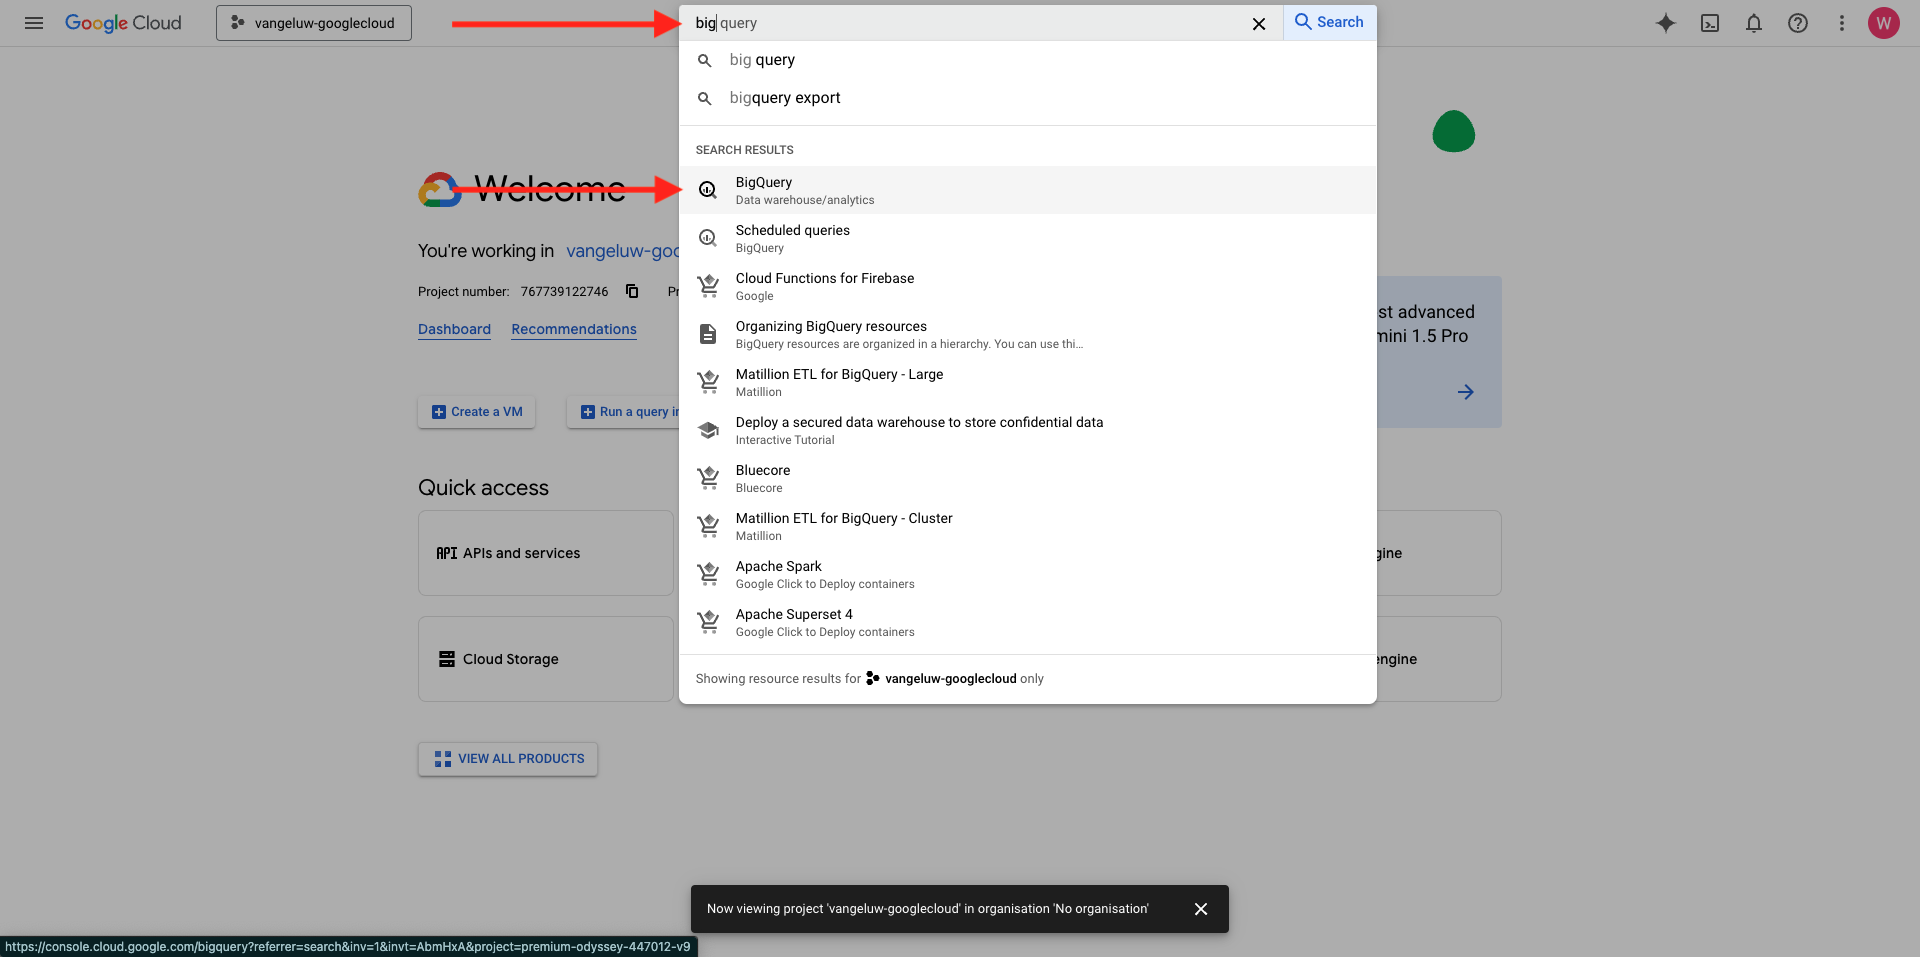 Google Cloud
vangeluw-googlecloud
big query
Search
W
big query
bigquery export
SEARCH RESULTS
BigQuery
Data warehouse/analytics
Scheduled queries
BigQuery
Cloud Functions for Firebase
Google
Organizing BigQuery resources
BigQuery resources are organized in a hierarchy. You can use thi...
Matillion ETL for BigQuery - Large
Matillion
Deploy a secured data warehouse to store confidential data
Interactive Tutorial
Bluecore
Bluecore
Matillion ETL for BigQuery - Cluster
Matillion
Apache Spark
Google Click to Deploy containers
Apache Superset 4
Google Click to Deploy containers
Showing resource results for vangeluw-googlecloud only
Welcome
You're working in vangeluw-goo
Project number: 767739122746 Pr
Dashboard Recommendations
st advanced
mini 1.5 Pro
Create a VM
Run a query in
Quick access
API APIs and services
gine
Cloud Storage
engine
VIEW ALL PRODUCTS
Now viewing project 'vangeluw-googlecloud' in organisation 'No organisation'
https://console.cloud.google.com/bigquery?referrer=search&inv=1&invt=AbmHxA&project=premium-odyssey-447012-v9